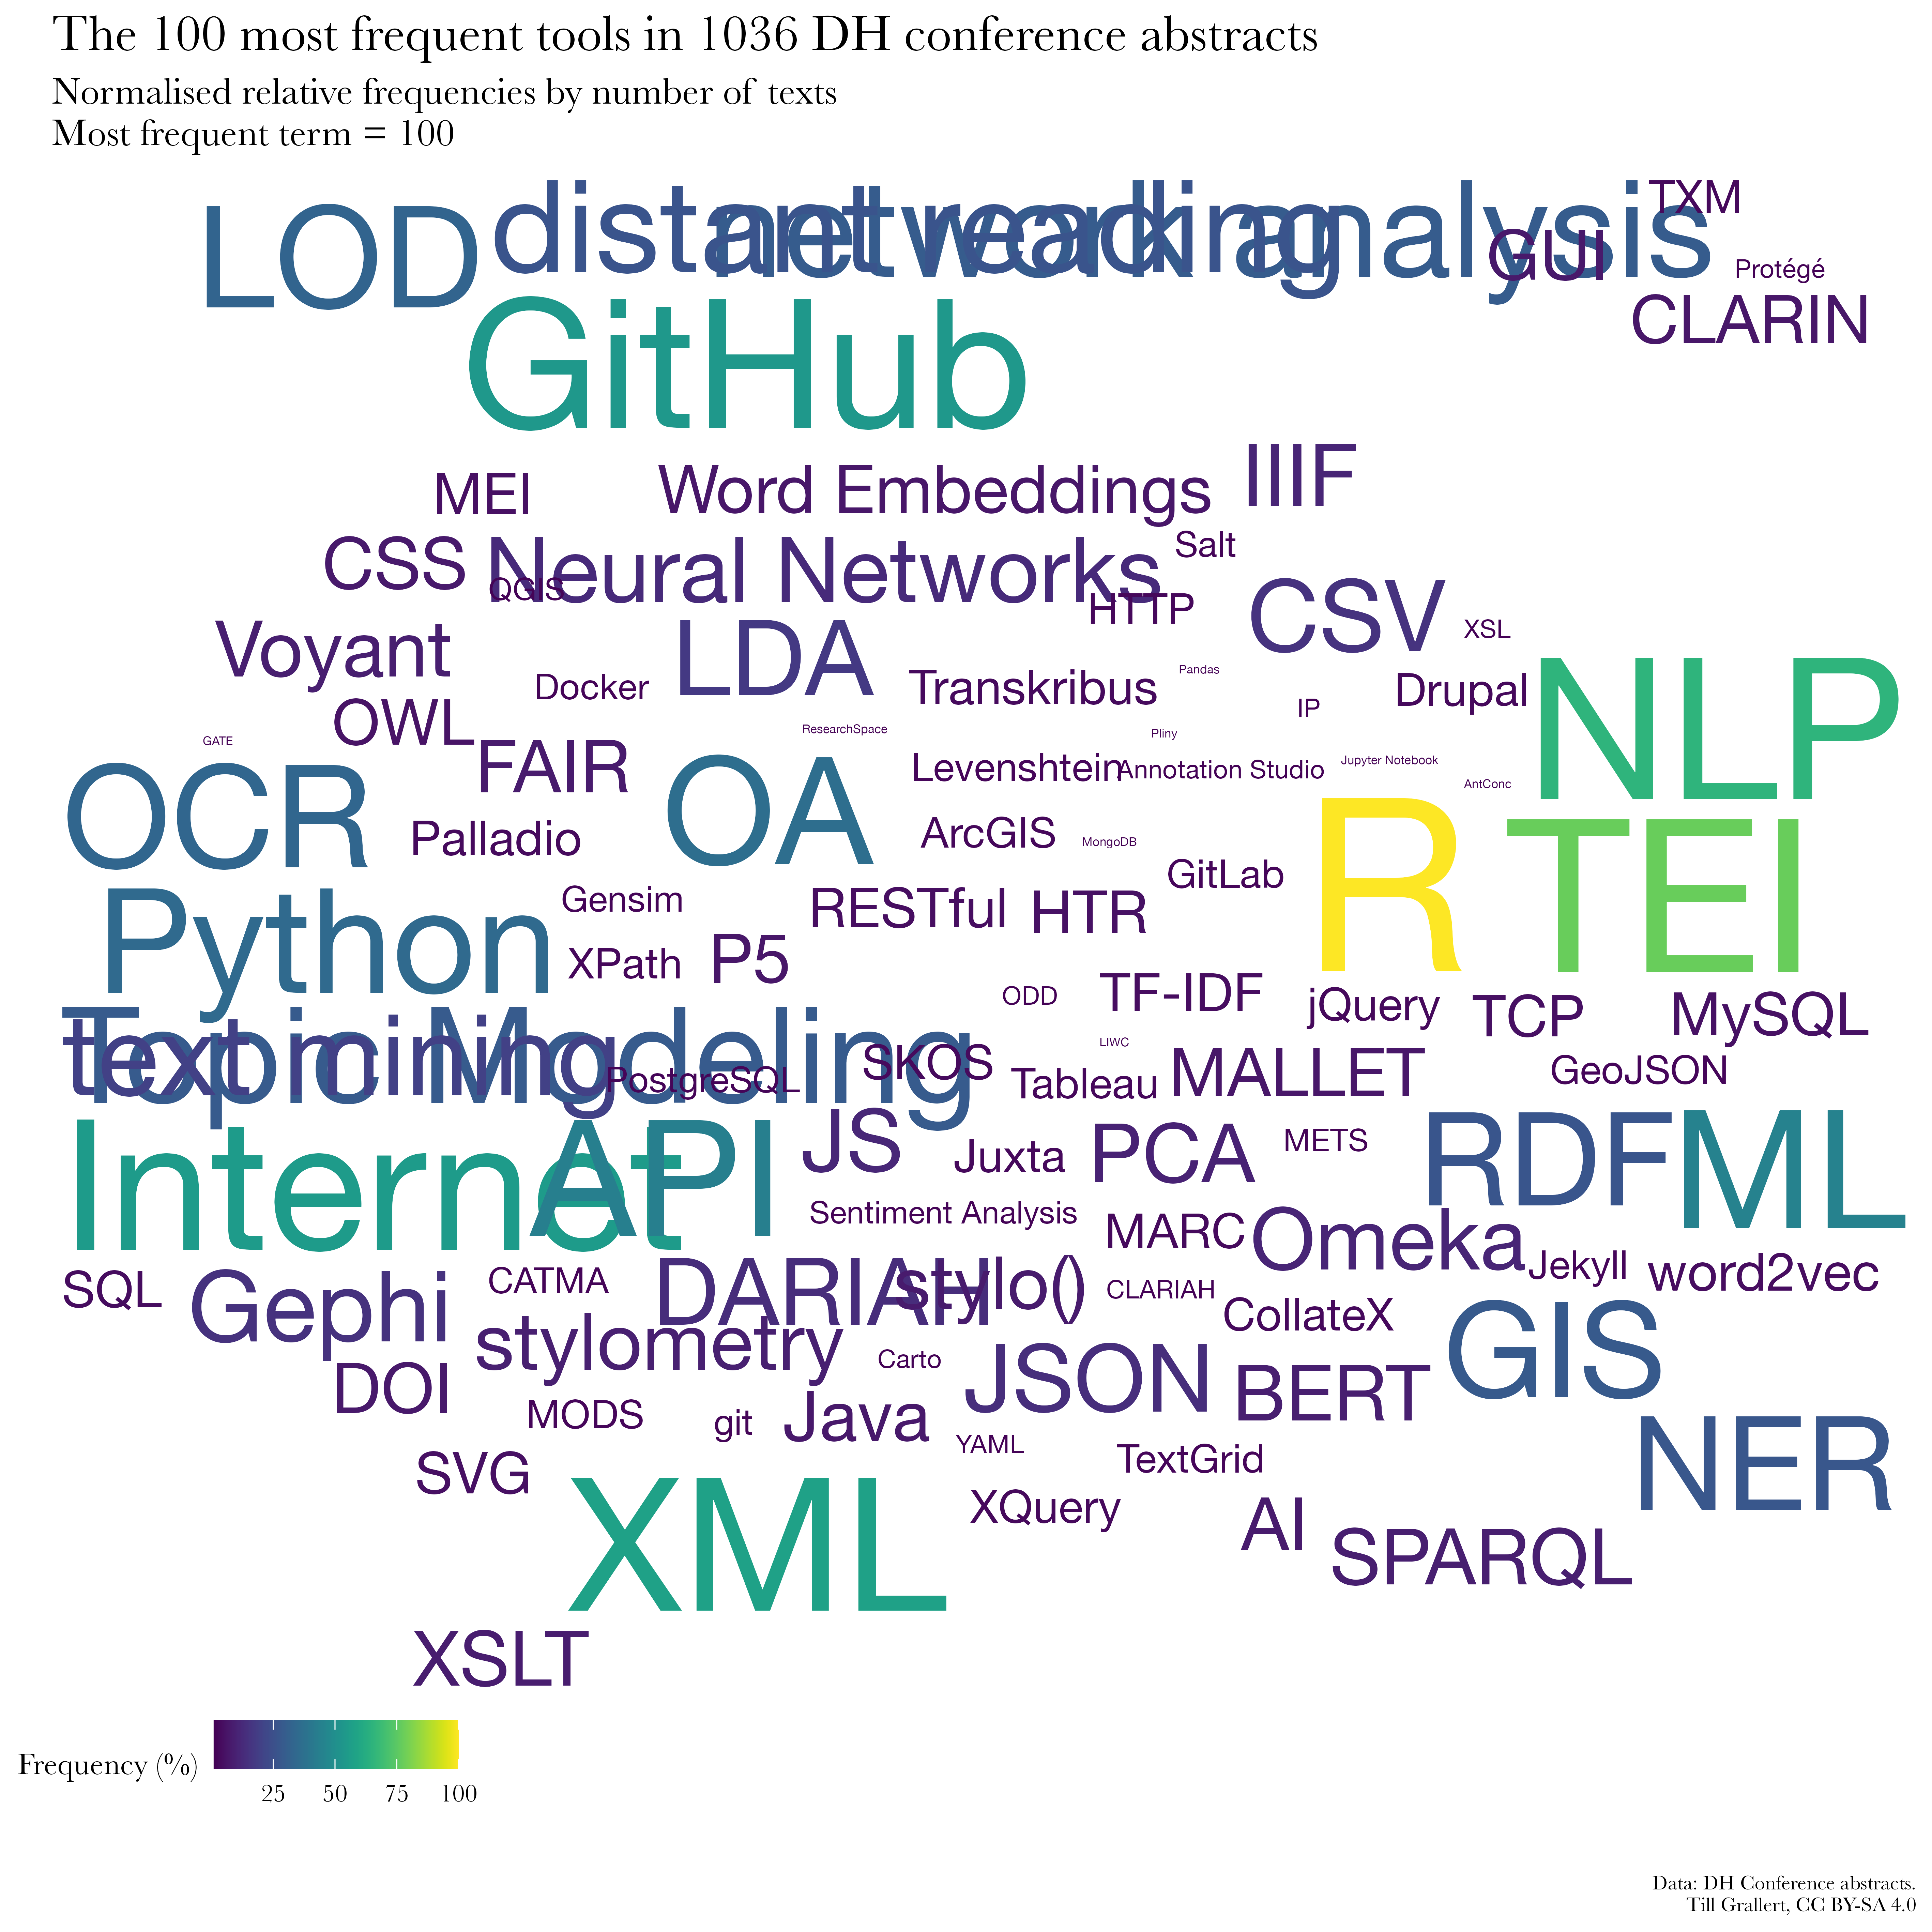 The 100 most frequent tools in 1036 DH conference abstracts
Normalised relative frequencies by number of texts
Most frequent term = 100
LOD
distant reading
network analysis
TXM
GUI
Protégé
CLARIN
GitHub
MEI
Word Embeddings
IIIF
CSS
Neural Networks
Salt
QGIS
HTTP
CSV
XSL
Voyant
LDA
Docker
Transkribus
Pandas
Drupal
NLP
OWL
IP
GATE
ResearchSpace
Pliny
FAIR
OCR
OA
Levenshtein
Annotation Studio
Jupyter Notebook
AntConc
Palladio
ArcGIS
MongoDB
GitLab
R
TEI
Python
Gensim
RESTful
HTR
XPath
P5
ODD
TF-IDF
jQuery
TCP
MySQL
Topic Modeling
text mining
PostgreSQL
SKOS
LIWC
Tableau
MALLET
GeoJSON
Internet
API
JS
Juxta
PCA
METS
RDF
ML
Sentiment Analysis
MARC
Omeka
Jekyll
word2vec
SQL
Gephi
CATMA
DARIAH
stylo()
CLARIAH
CollateX
stylometry
GIS
DOI
Carto
JSON
BERT
MODS
git
Java
YAML
SVG
TextGrid
NER
XML
XQuery
AI
SPARQL
XSLT
Frequency (%)
25 50 75 100
Data: DH Conference abstracts.
Till Grallert, CC BY-SA 4.0